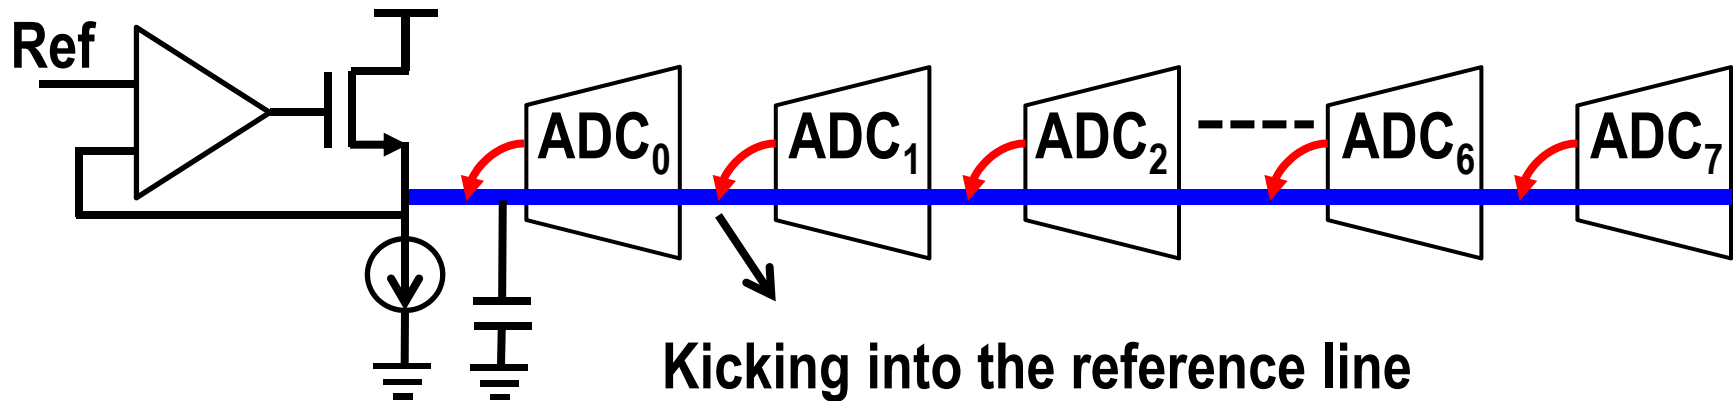 Ref
ADC0 ADC1 ADC2 ADC6 ADC7
Kicking into the reference line